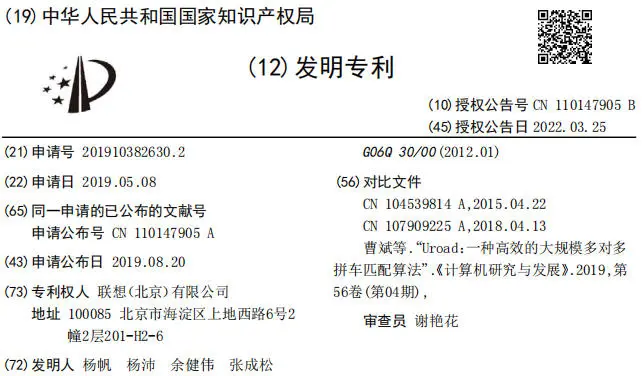 (19)中华人民共和国国家知识产权局
(12)发明专利
(10)授权公告号 CN 110147905 B
(45)授权公告日 2022.03.25
(21)申请号 201910382630.2
(22)申请日 2019.05.08
(65)同一申请的已公布的文献号
申请公布号 CN 110147905 A
(43)申请公布日 2019.08.20
(73)专利权人 联想(北京)有限公司
地址 100085 北京市海淀区上地西路6号2
幢2层201-H2-6
(72)发明人 杨帆 杨沛 余健伟 张成松
G06Q 30/00(2012.01)
(56)对比文件
CN 104539814 A,2015.04.22
CN 107909225 A,2018.04.13
曹斌等.“Uroad:一种高效的大规模多对多
拼车匹配算法”.《计算机研究与发展》.2019,第
56卷(第04期),
审查员 谢艳花